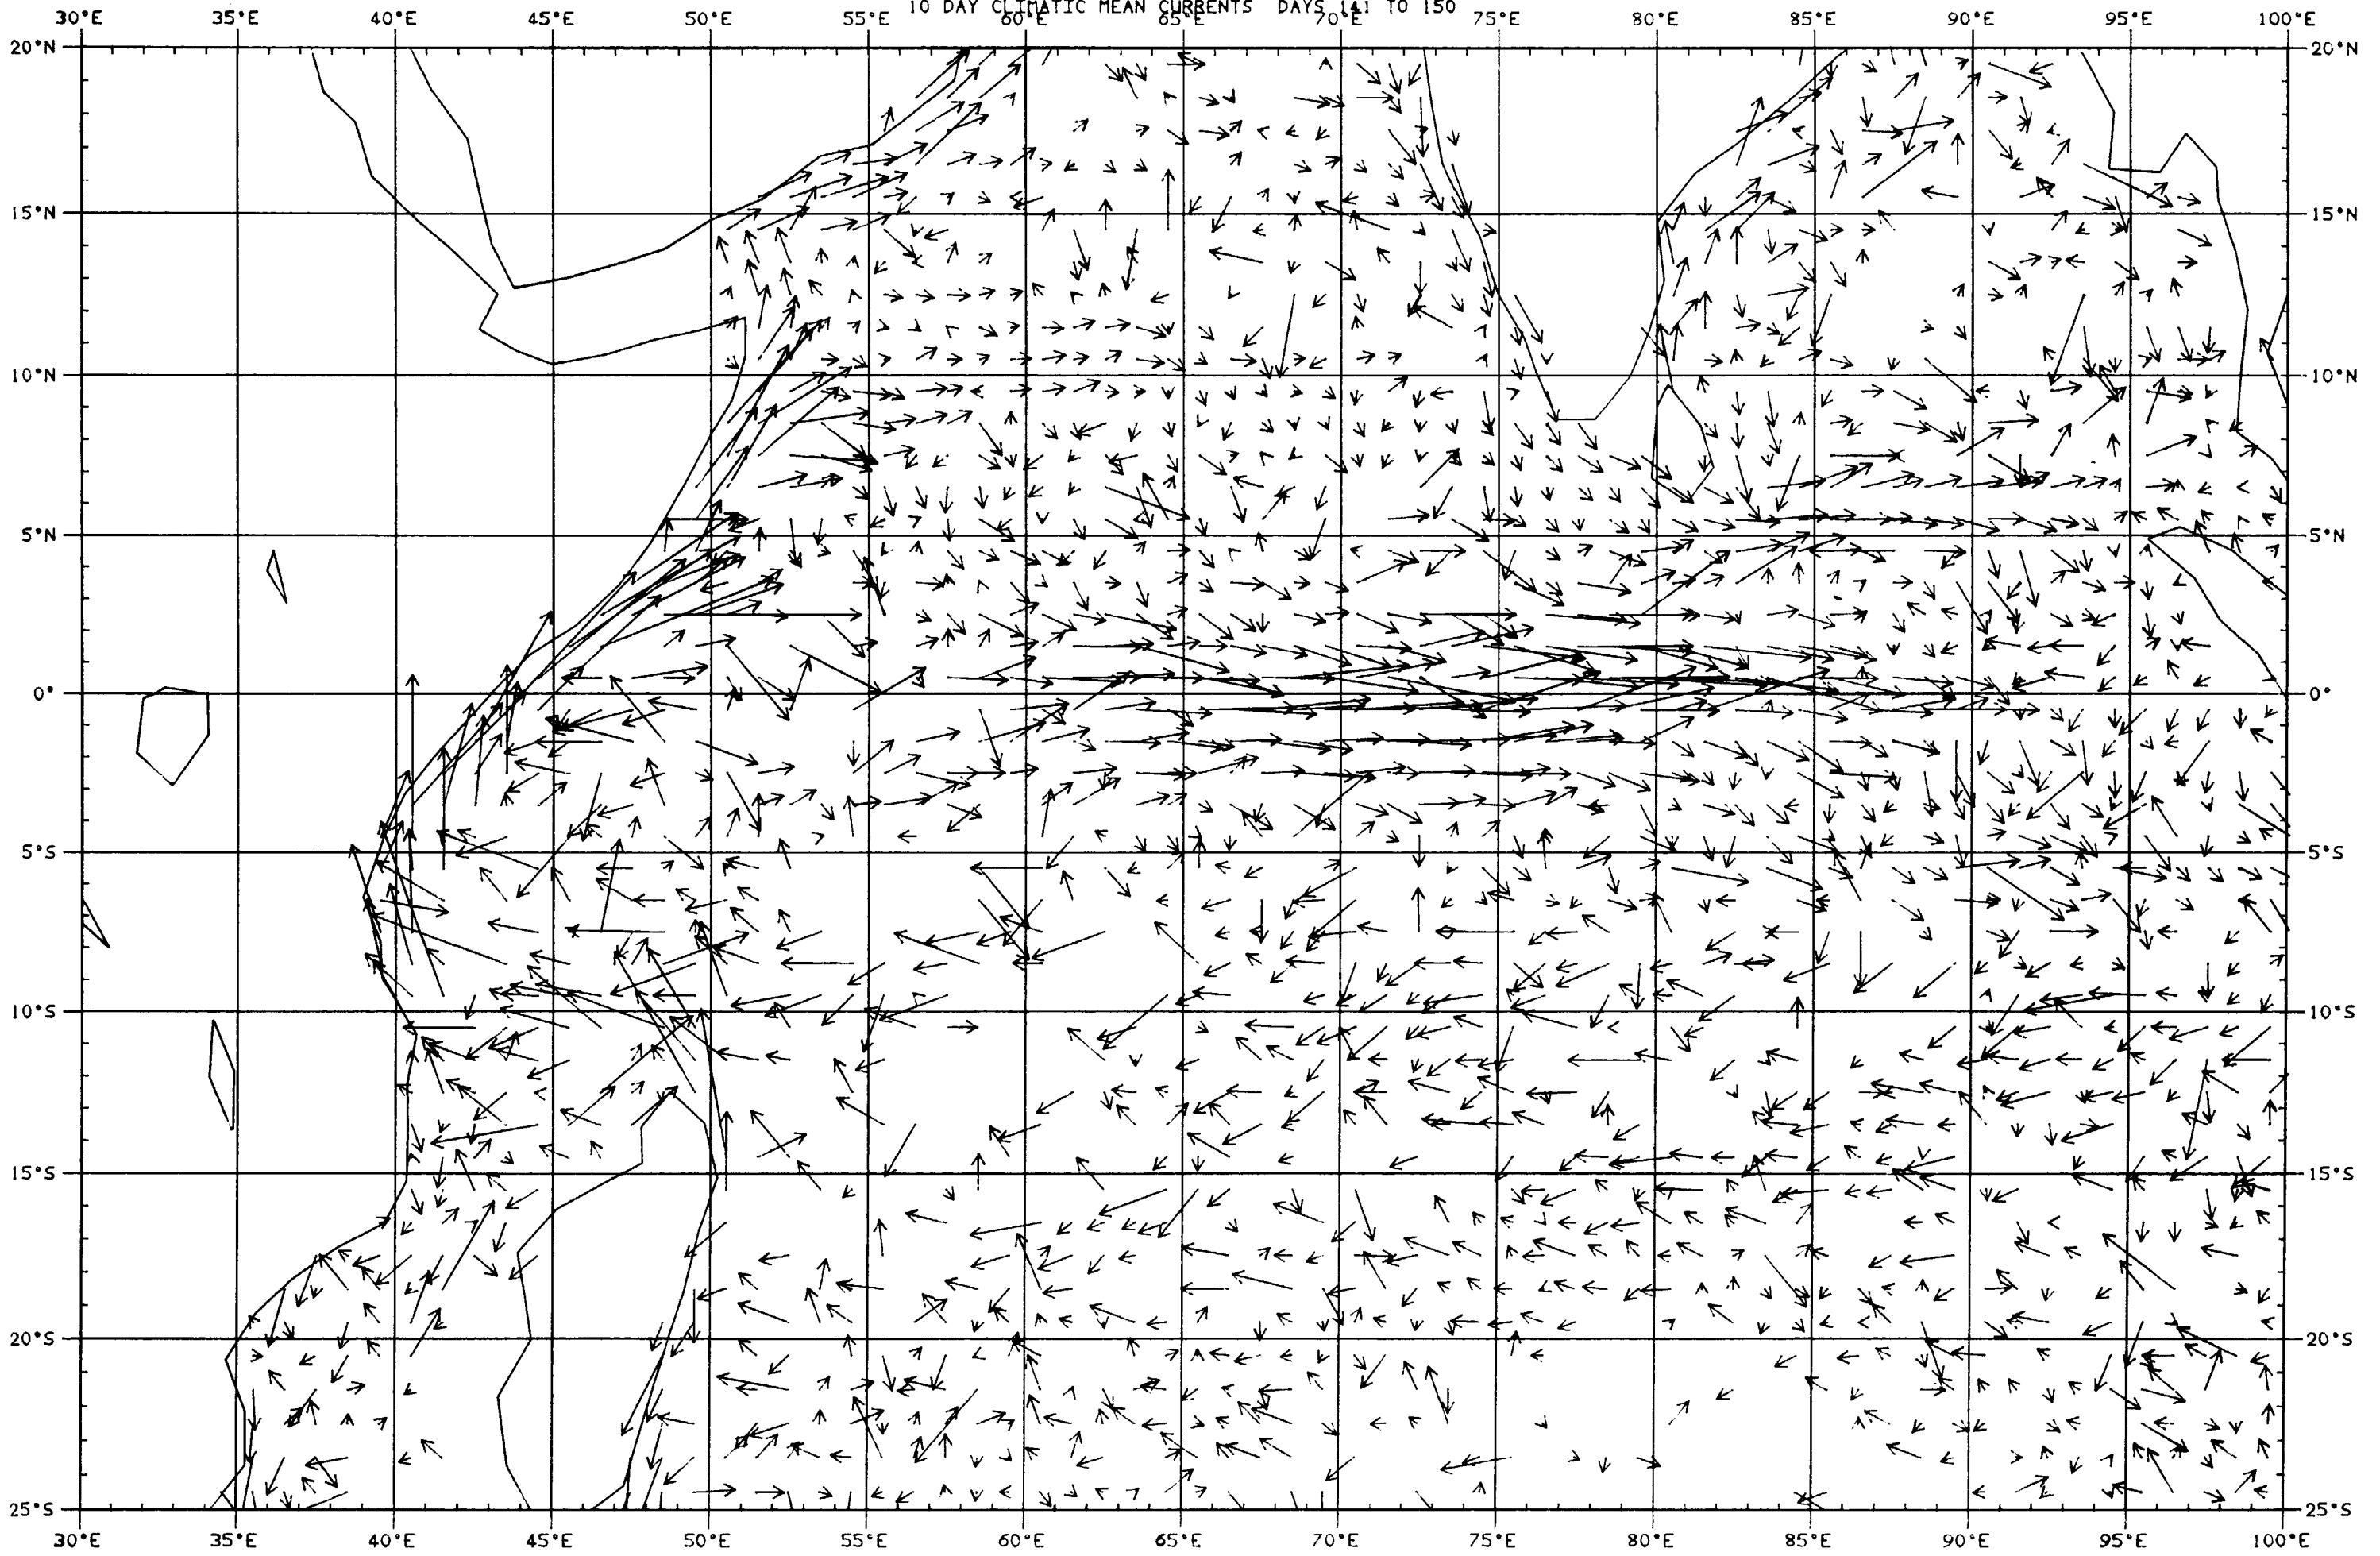 10 DAY CLIMATIC MEAN CURRENTS DAYS 141 TO 150
30°E 35°E 40°E 45°E 50°E 55°E 60°E 65°E 70°E 75°E 80°E 85°E 90°E 95°E 100°E
20°N 20°N
15°N 15°N
10°N 10°N
5°N 5°N
0° 0°
5°S 5°S
10°S 10°S
15°S 15°S
20°S 20°S
25°S 25°S
30°E 35°E 40°E 45°E 50°E 55°E 60°E 65°E 70°E 75°E 80°E 85°E 90°E 95°E 100°E